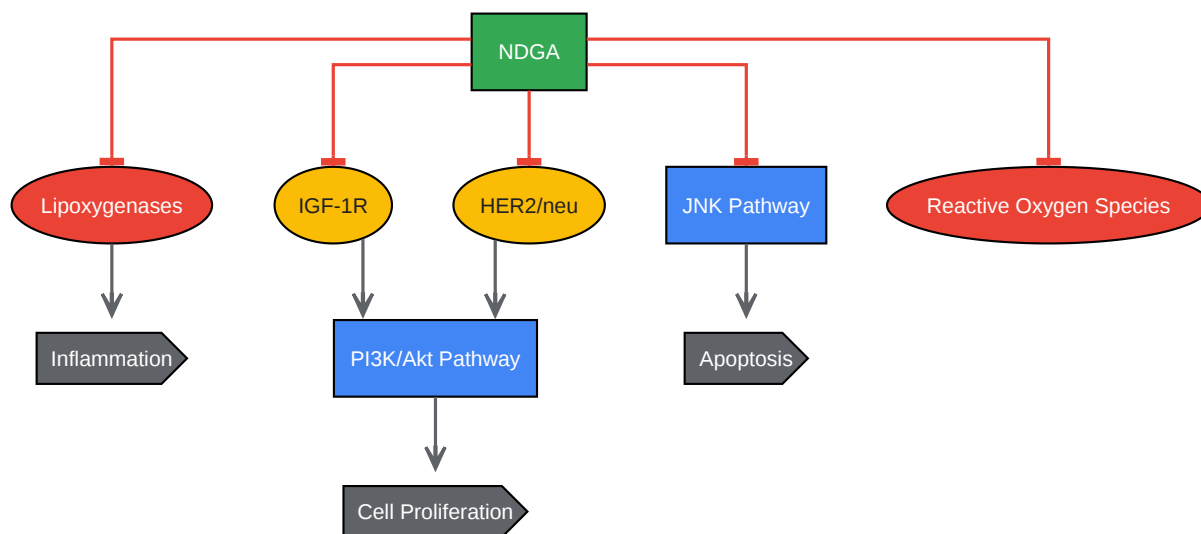 NDGA
Lipoxygenases
IGF-1R
HER2/neu
JNK Pathway
Reactive Oxygen Species
Inflammation
PI3K/Akt Pathway
Apoptosis
Cell Proliferation